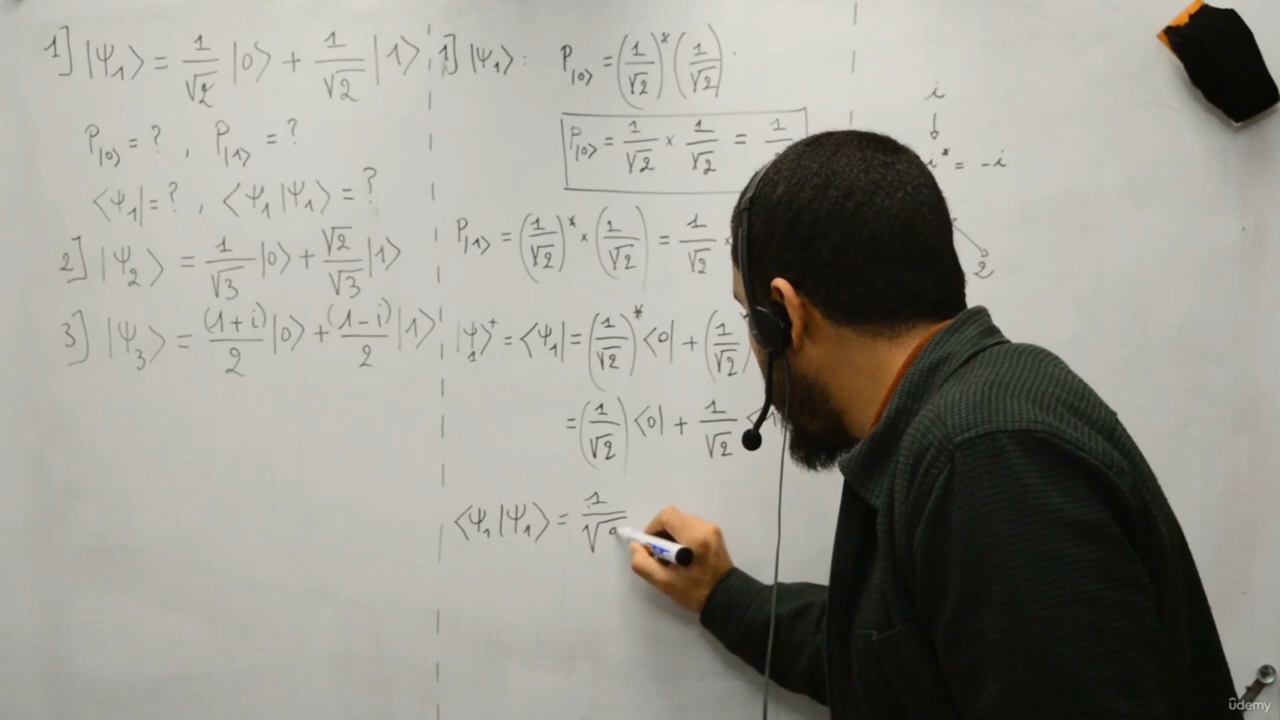 1] |Ψ₁⟩ = 1/√2 |0⟩ + 1/√2 |1⟩
P|0⟩ = ? , P|1⟩ = ?
⟨Ψ₁| = ? , ⟨Ψ₁|Ψ₁⟩ = ?
2] |Ψ₂⟩ = 1/√3 |0⟩ + √2/√3 |1⟩
3] |Ψ₃⟩ = (1+i)/2 |0⟩ + (1-i)/2 |1⟩
1] |Ψ₁⟩ : P|0⟩ = (1/√2)* (1/√2).
P|0⟩ = 1/√2 × 1/√2 = 1
P|1⟩ = (1/√2)* × (1/√2) = 1/√2 ×
|Ψ₁⟩⁺ = ⟨Ψ₁| = (1/√2)* ⟨0| + (1/√2)
= (1/√2) ⟨0| + 1/√2 ⟨1
⟨Ψ₁|Ψ₁⟩ = 1/√
i
↓
i* = -i
2
udemy